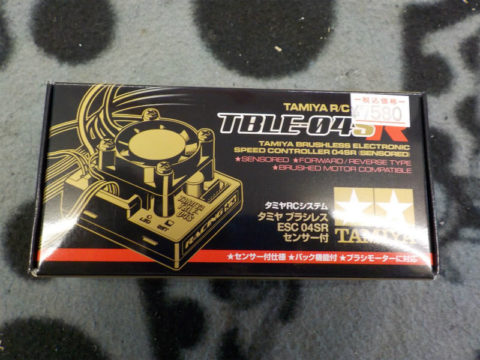 税込価格
¥7580
TAMIYA R/C
TBLE-04SR
TAMIYA BRUSHLESS ELECTRONIC
SPEED CONTROLLER 04SR (SENSORED)
★SENSORED ★FORWARD/REVERSE TYPE
★BRUSHED MOTOR COMPATIBLE
タミヤRCシステム
タミヤ ブラシレス
ESC 04SR
センサー付
TAMIYA
RACING
★センサー付仕様 ★バック機能付 ★ブラシモーターに対応